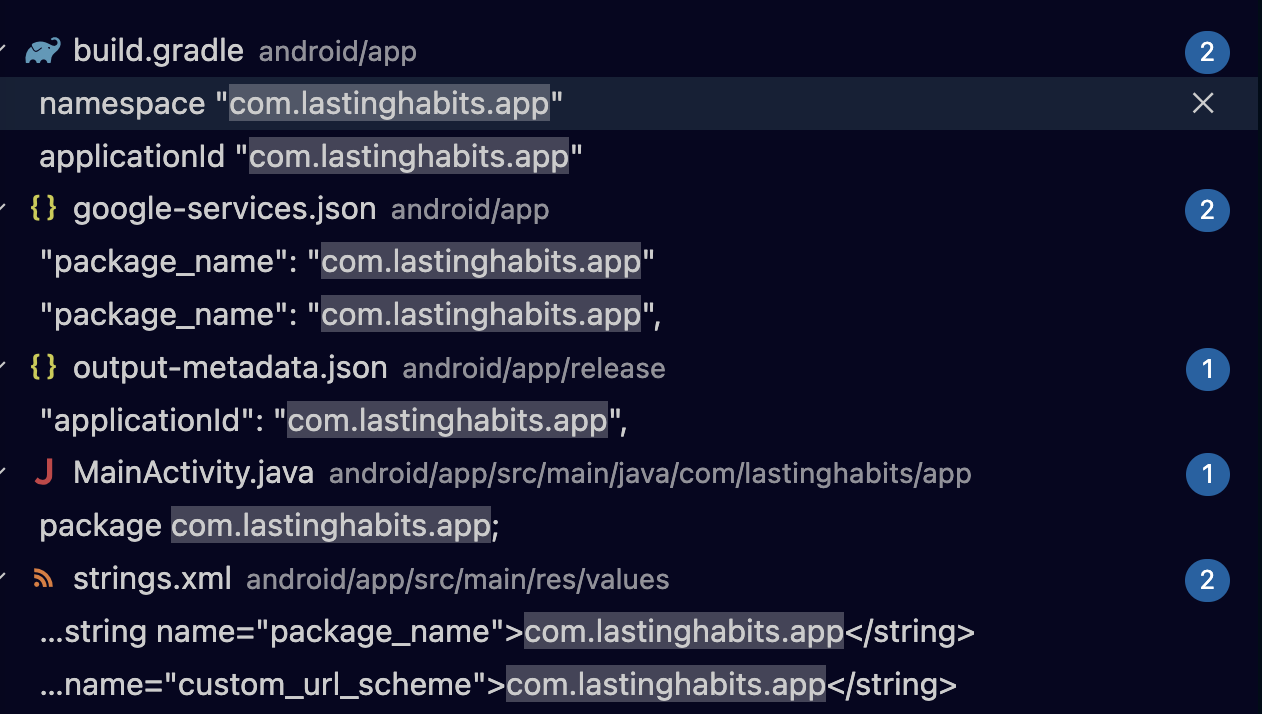 build.gradle android/app 2
namespace "com.lastinghabits.app"
applicationId "com.lastinghabits.app"
google-services.json android/app 2
"package_name": "com.lastinghabits.app"
"package_name": "com.lastinghabits.app",
output-metadata.json android/app/release 1
"applicationId": "com.lastinghabits.app",
MainActivity.java android/app/src/main/java/com/lastinghabits/app 1
package com.lastinghabits.app;
strings.xml android/app/src/main/res/values 2
...string name="package_name">com.lastinghabits.app</string>
...name="custom_url_scheme">com.lastinghabits.app</string>